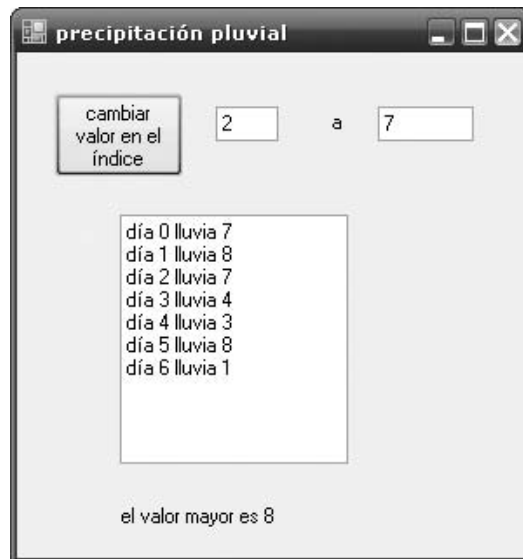 precipitación pluvial
cambiar
valor en el
índice
2
a
7
día 0 lluvia 7
día 1 lluvia 8
día 2 lluvia 7
día 3 lluvia 4
día 4 lluvia 3
día 5 lluvia 8
día 6 lluvia 1
el valor mayor es 8